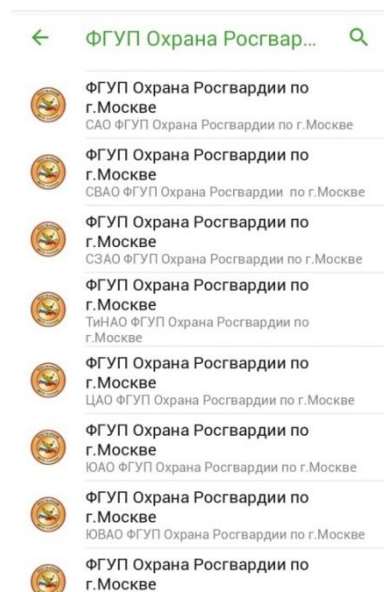 ФГУП Охрана Росгвар...
ФГУП Охрана Росгвардии по
г.Москве
САО ФГУП Охрана Росгвардии по г.Москве
ФГУП Охрана Росгвардии по
г.Москве
СВАО ФГУП Охрана Росгвардии по г.Москве
ФГУП Охрана Росгвардии по
г.Москве
СЗАО ФГУП Охрана Росгвардии по г.Москве
ФГУП Охрана Росгвардии по
г.Москве
ТиНАО ФГУП Охрана Росгвардии по
г.Москве
ФГУП Охрана Росгвардии по
г.Москве
ЦАО ФГУП Охрана Росгвардии по г.Москве
ФГУП Охрана Росгвардии по
г.Москве
ЮАО ФГУП Охрана Росгвардии по г.Москве
ФГУП Охрана Росгвардии по
г.Москве
ЮВАО ФГУП Охрана Росгвардии по г.Москве
ФГУП Охрана Росгвардии по
г.Москве